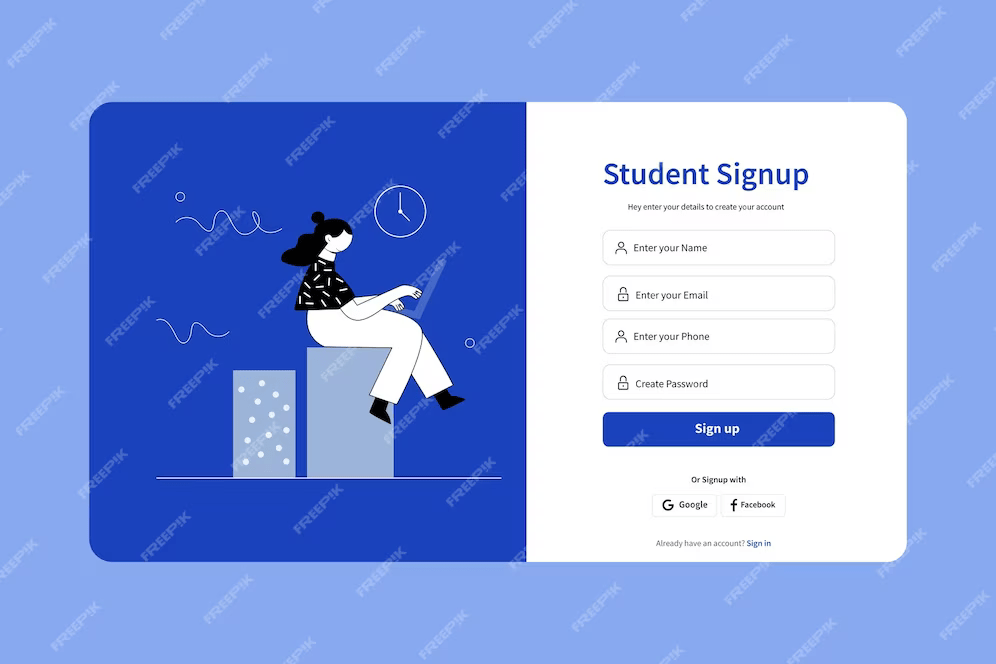 Student Signup
Hey enter your details to create your account
Enter your Name
Enter your Email
Enter your Phone
Create Password
Sign up
Or Signup with
Google
Facebook
Already have an account? Sign in
FREEPIK